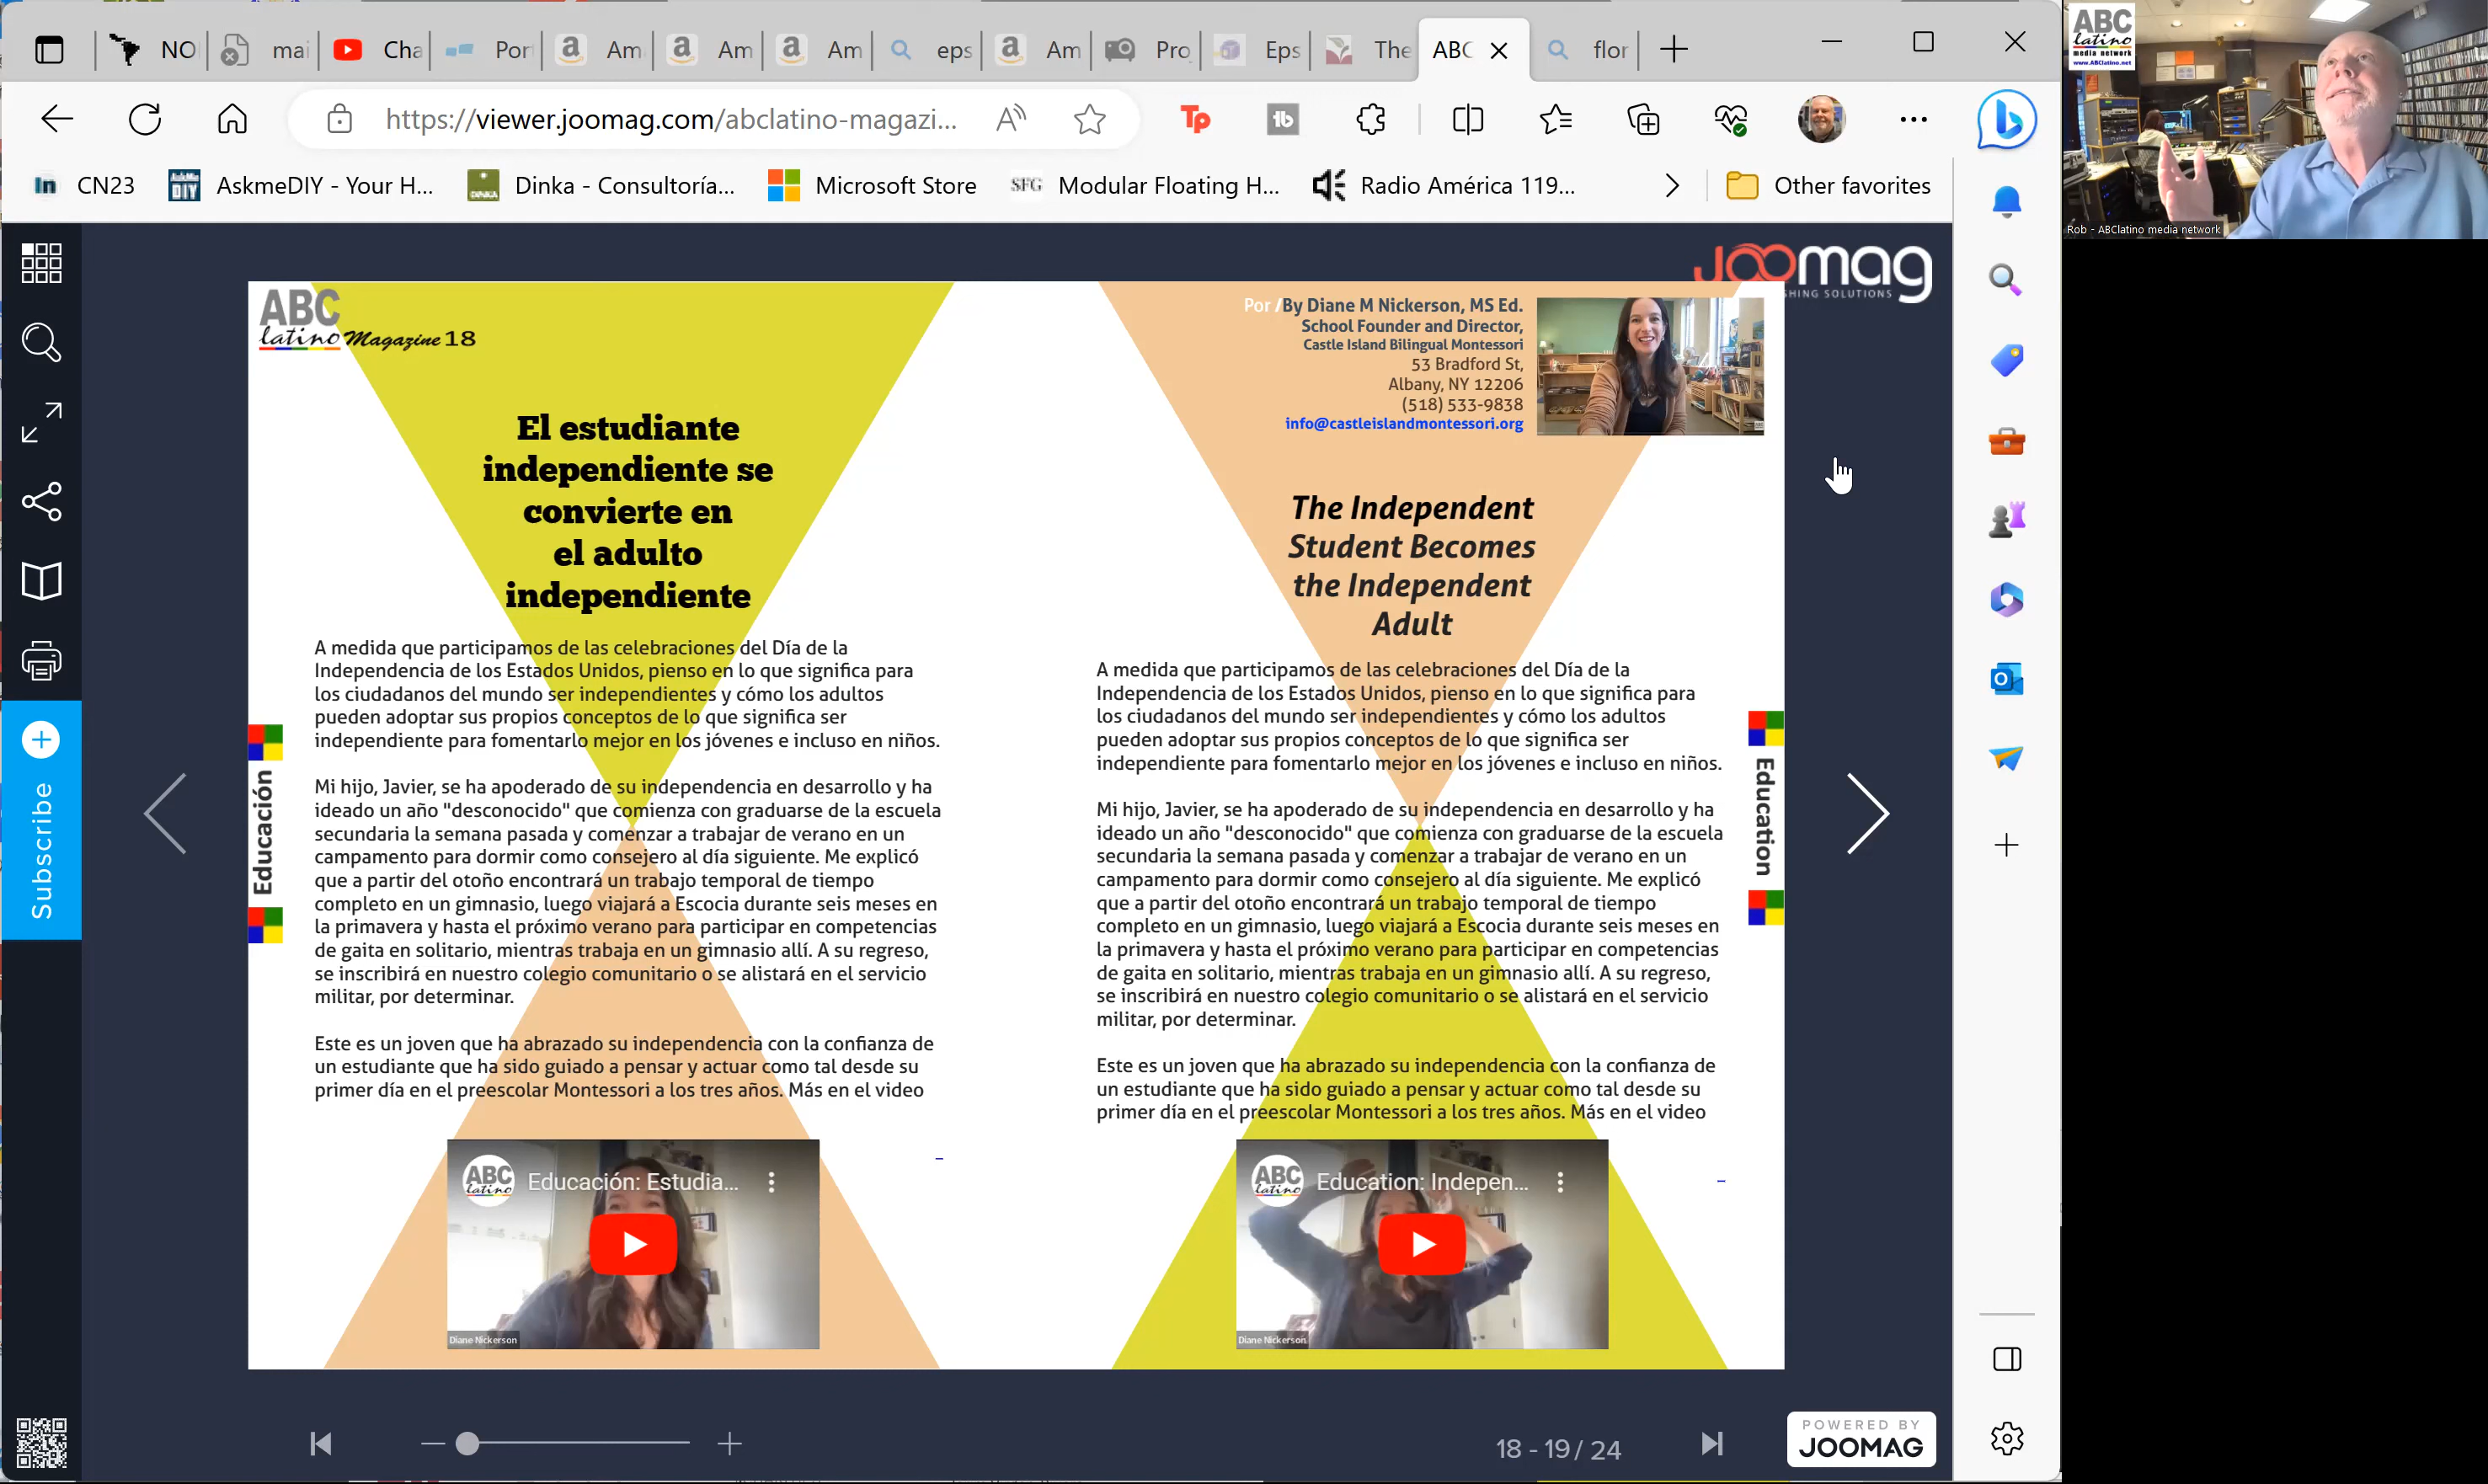 NO
mai
Cha
Por
Am
Am
Am
eps
Am
Pro
Eps
The
ABC
flor
https://viewer.joomag.com/abclatino-magazi...
CN23
AskmeDIY - Your H...
Dinka - Consultoría...
Microsoft Store
SFG
Modular Floating H...
Radio América 119...
Other favorites
ABC
latino
media network
www.ABClatino.net
Rob - ABClatino media network
JOOmag
SHING SOLUTIONS
ABC
latino Magazine 18
El estudiante
independiente se
convierte en
el adulto
independiente
A medida que participamos de las celebraciones del Día de la
Independencia de los Estados Unidos, pienso en lo que significa para
los ciudadanos del mundo ser independientes y cómo los adultos
pueden adoptar sus propios conceptos de lo que significa ser
independiente para fomentarlo mejor en los jóvenes e incluso en niños.
Mi hijo, Javier, se ha apoderado de su independencia en desarrollo y ha
ideado un año "desconocido" que comienza con graduarse de la escuela
secundaria la semana pasada y comenzar a trabajar de verano en un
campamento para dormir como consejero al día siguiente. Me explicó
que a partir del otoño encontrará un trabajo temporal de tiempo
completo en un gimnasio, luego viajará a Escocia durante seis meses en
la primavera y hasta el próximo verano para participar en competencias
de gaita en solitario, mientras trabaja en un gimnasio allí. A su regreso,
se inscribirá en nuestro colegio comunitario o se alistará en el servicio
militar, por determinar.
Este es un joven que ha abrazado su independencia con la confianza de
un estudiante que ha sido guiado a pensar y actuar como tal desde su
primer día en el preescolar Montessori a los tres años. Más en el video
Educación
ABC
latino
Educación: Estudia...
Diane Nickerson
Por /By Diane M Nickerson, MS Ed.
School Founder and Director,
Castle Island Bilingual Montessori
53 Bradford St,
Albany, NY 12206
(518) 533-9838
info@castleislandmontessori.org
The Independent
Student Becomes
the Independent
Adult
A medida que participamos de las celebraciones del Día de la
Independencia de los Estados Unidos, pienso en lo que significa para
los ciudadanos del mundo ser independientes y cómo los adultos
pueden adoptar sus propios conceptos de lo que significa ser
independiente para fomentarlo mejor en los jóvenes e incluso en niños.
Mi hijo, Javier, se ha apoderado de su independencia en desarrollo y ha
ideado un año "desconocido" que comienza con graduarse de la escuela
secundaria la semana pasada y comenzar a trabajar de verano en un
campamento para dormir como consejero al día siguiente. Me explicó
que a partir del otoño encontrará un trabajo temporal de tiempo
completo en un gimnasio, luego viajará a Escocia durante seis meses en
la primavera y hasta el próximo verano para participar en competencias
de gaita en solitario, mientras trabaja en un gimnasio allí. A su regreso,
se inscribirá en nuestro colegio comunitario o se alistará en el servicio
militar, por determinar.
Este es un joven que ha abrazado su independencia con la confianza de
un estudiante que ha sido guiado a pensar y actuar como tal desde su
primer día en el preescolar Montessori a los tres años. Más en el video
Education
ABC
latino
Education: Indepen...
Diane Nickerson
Subscribe
18 - 19 / 24
POWERED BY
JOOMAG